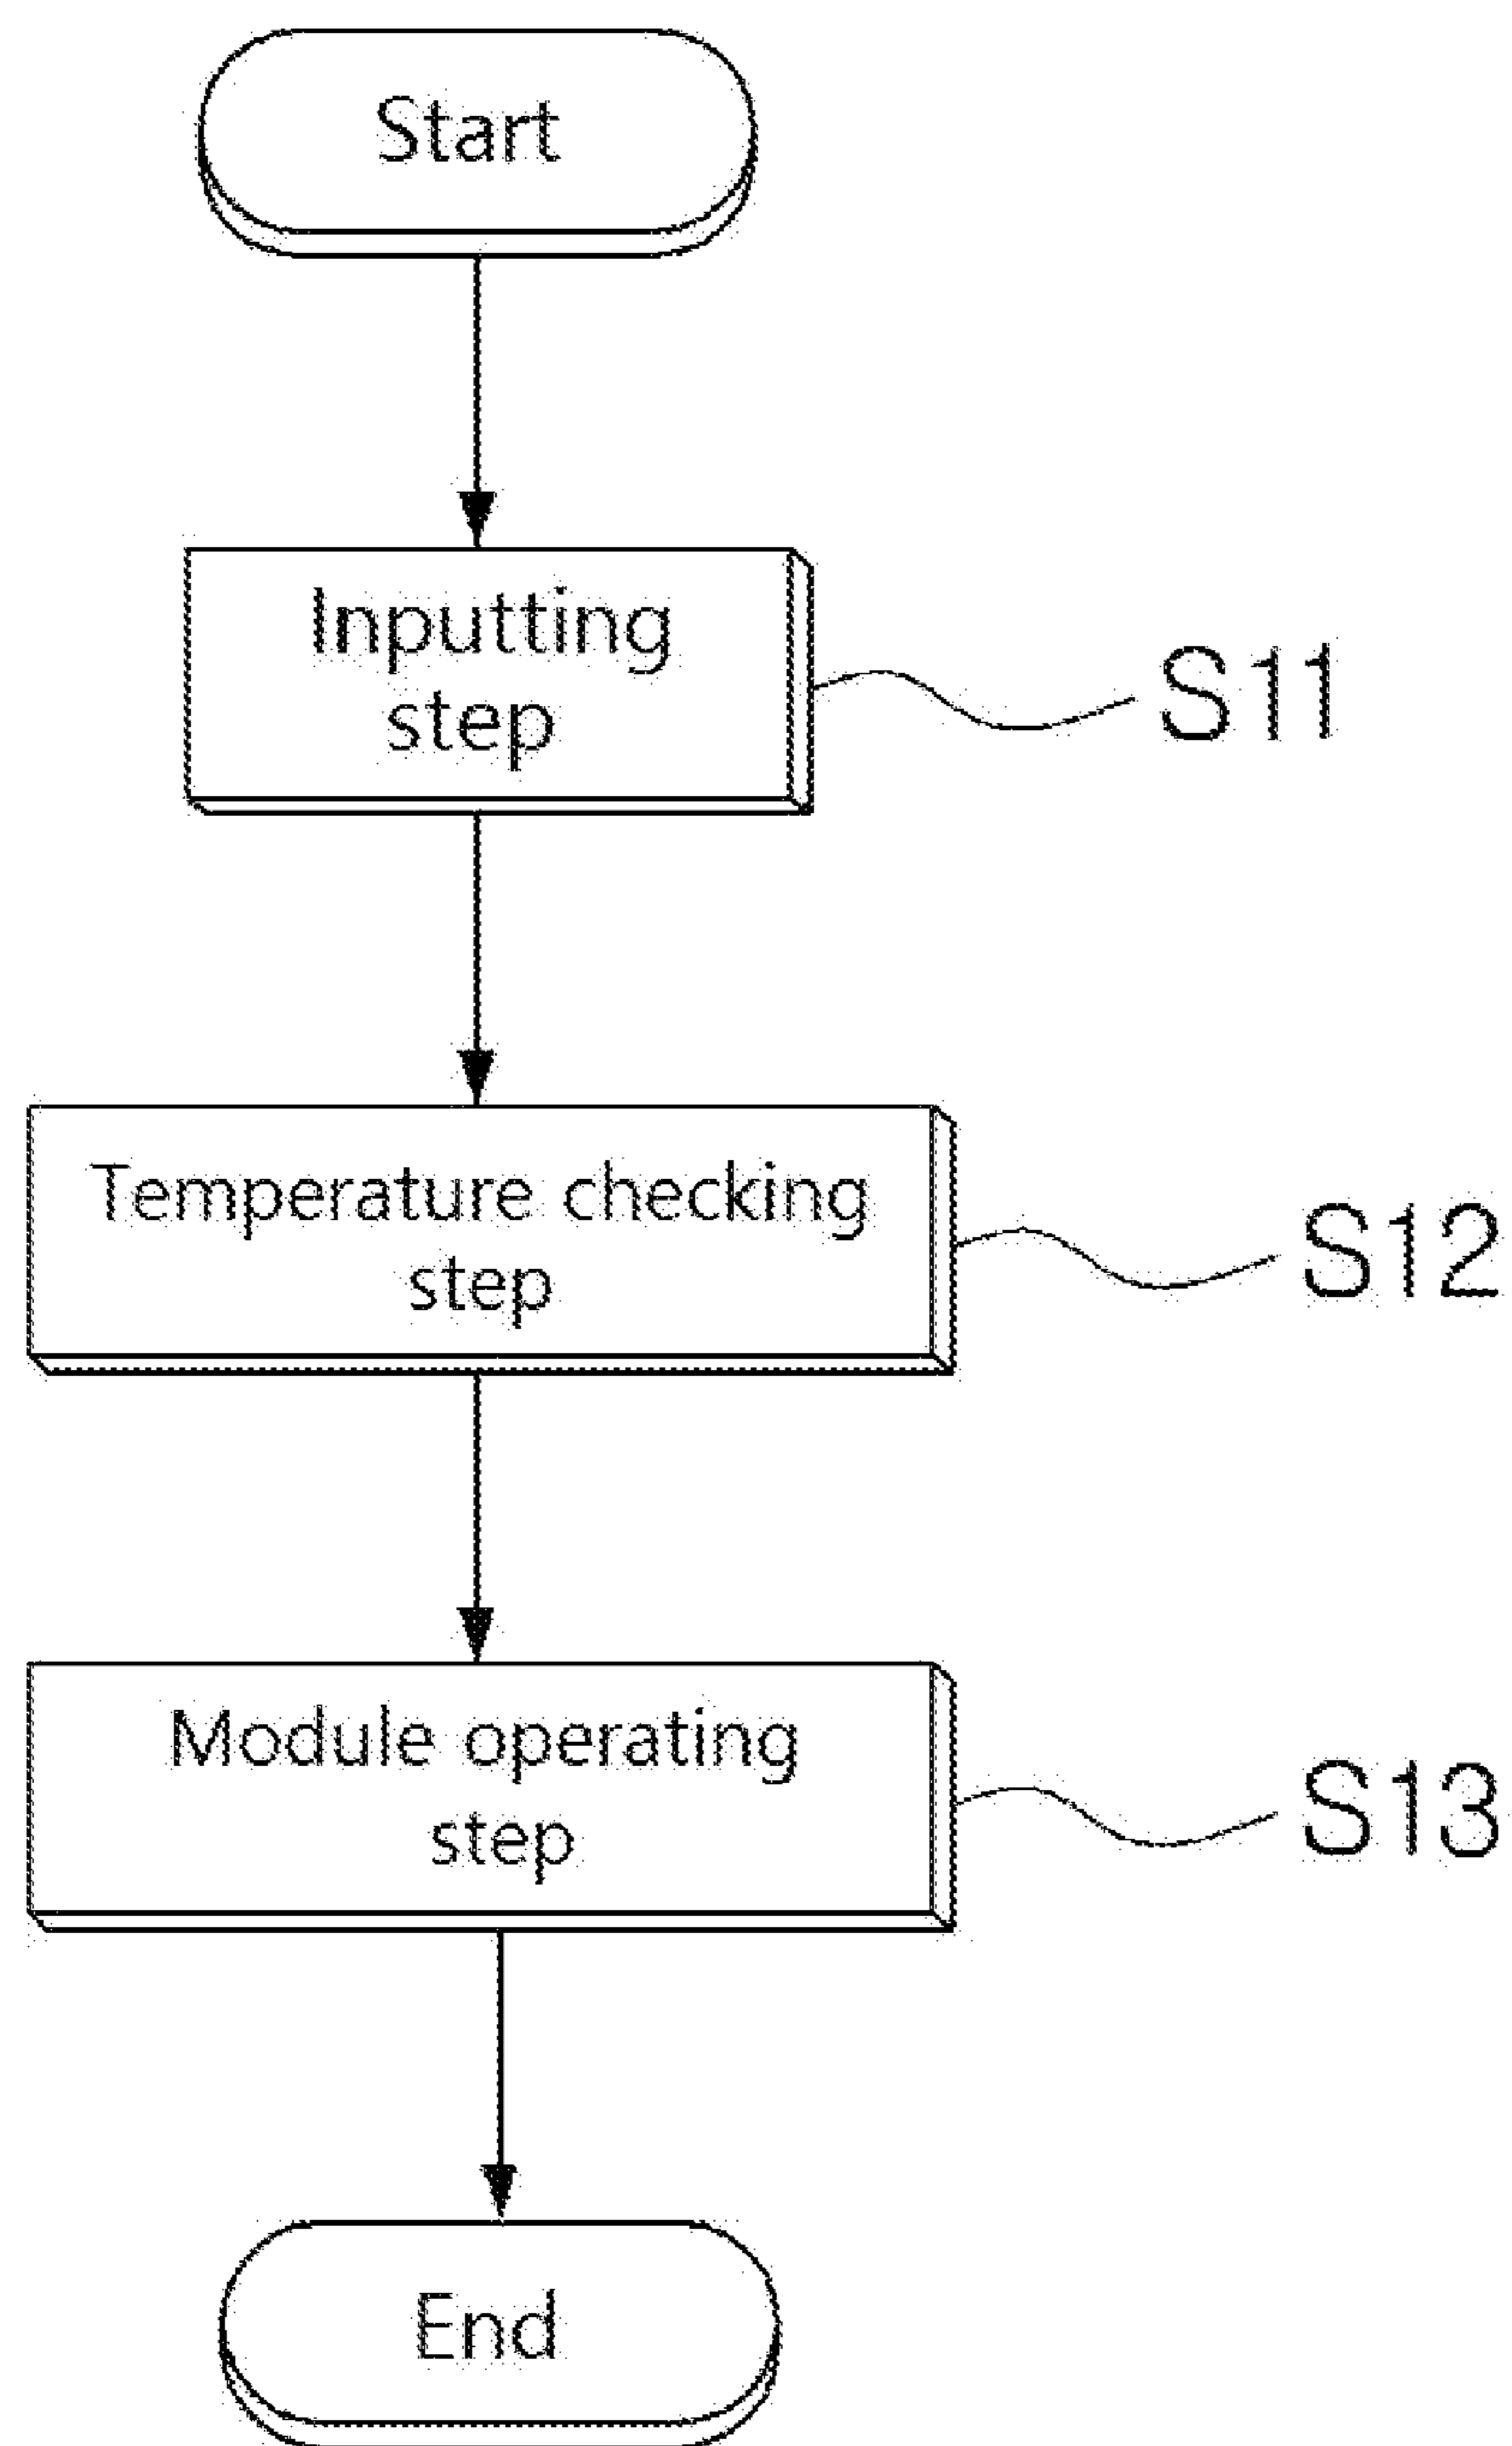 Start
Inputting
step
S11
Temperature checking
step
S12
Module operating
step
S13
End